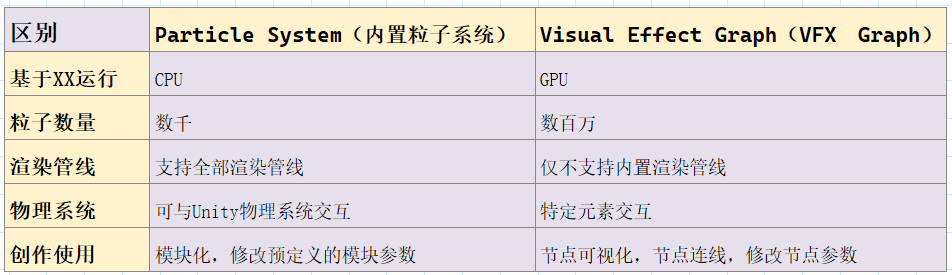 区别 Particle System（内置粒子系统） Visual Effect Graph（VFX Graph）
基于XX运行 CPU GPU
粒子数量 数千 数百万
渲染管线 支持全部渲染管线 仅不支持内置渲染管线
物理系统 可与Unity物理系统交互 特定元素交互
创作使用 模块化，修改预定义的模块参数 节点可视化，节点连线，修改节点参数